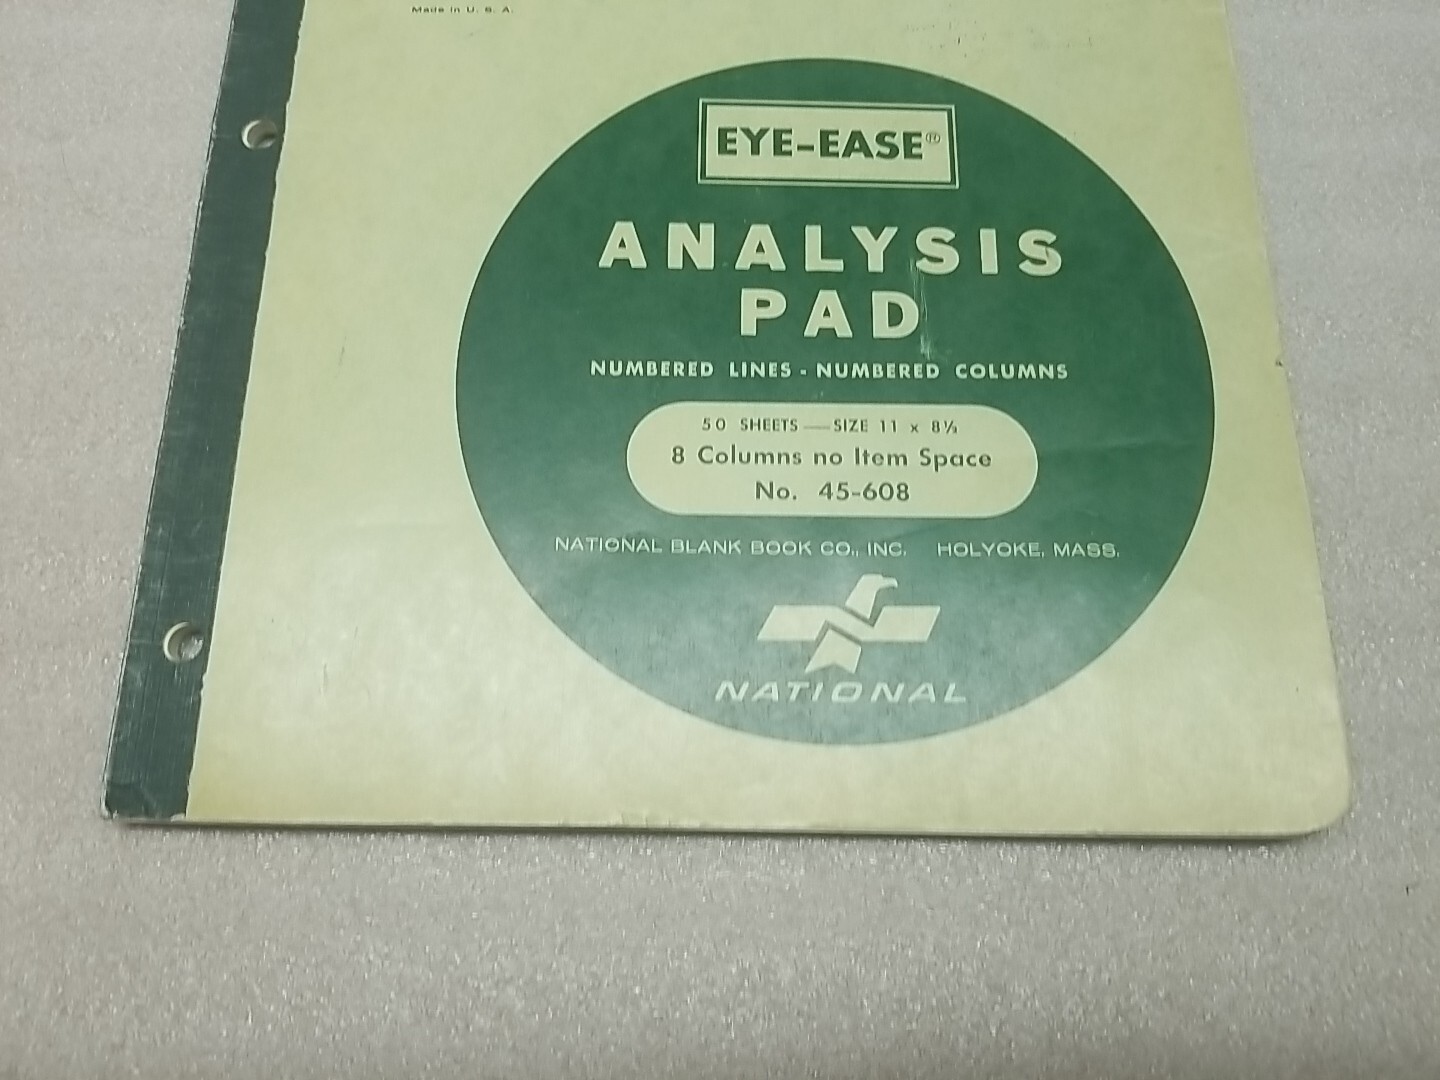 Made in U. S. A.
EYE-EASE®
ANALYSIS
PAD
NUMBERED LINES - NUMBERED COLUMNS
50 SHEETS — SIZE 11 x 8½
8 Columns no Item Space
No. 45-608
NATIONAL BLANK BOOK CO., INC. HOLYOKE, MASS.
NATIONAL